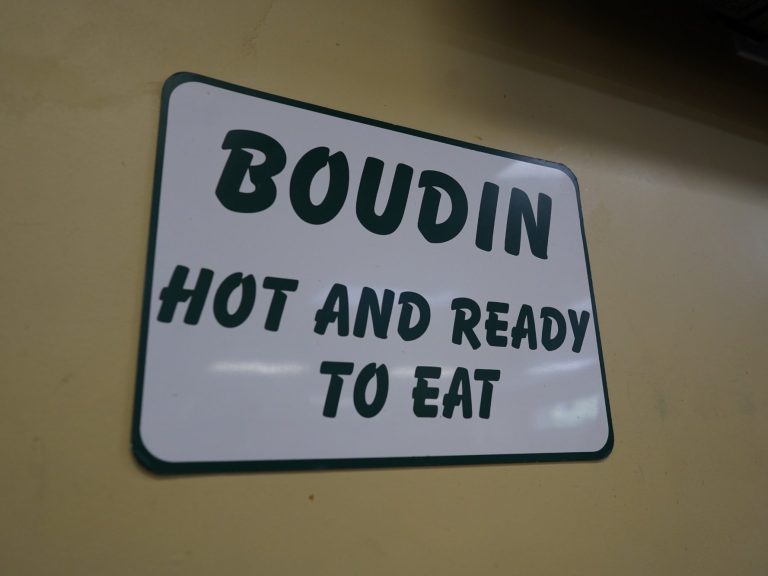 BOUDIN
HOT AND READY
TO EAT